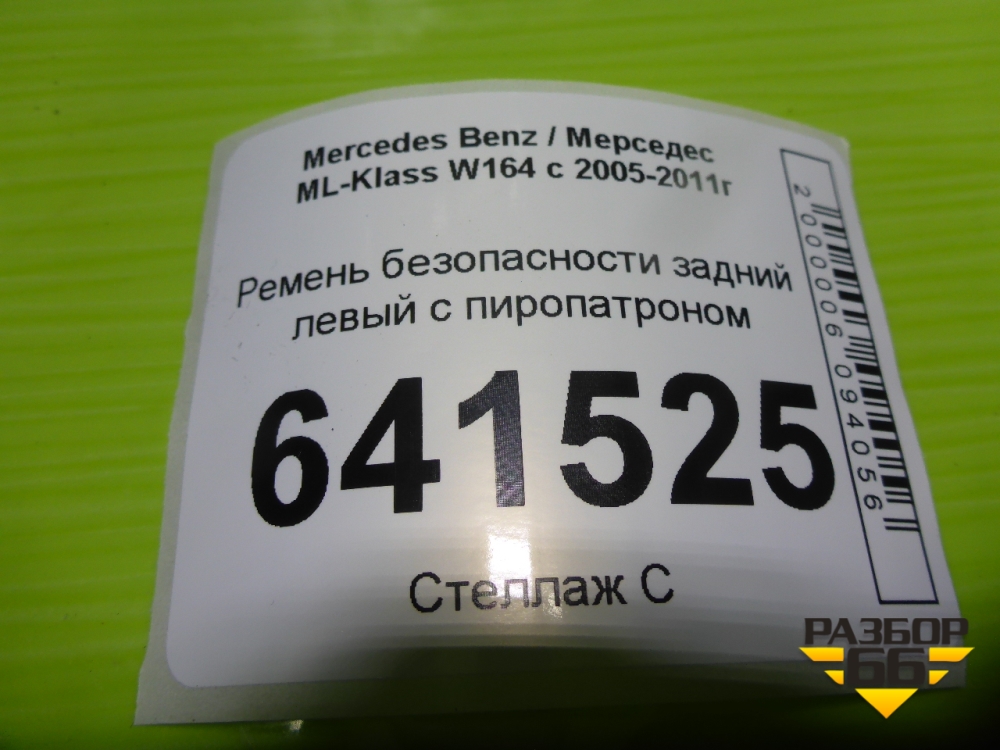 Mercedes Benz / Мерседес
ML-Klass W164 с 2005-2011г
Ремень безопасности задний
левый с пиропатроном
641525
Стеллаж С
2000006094056
РАЗБОР
66